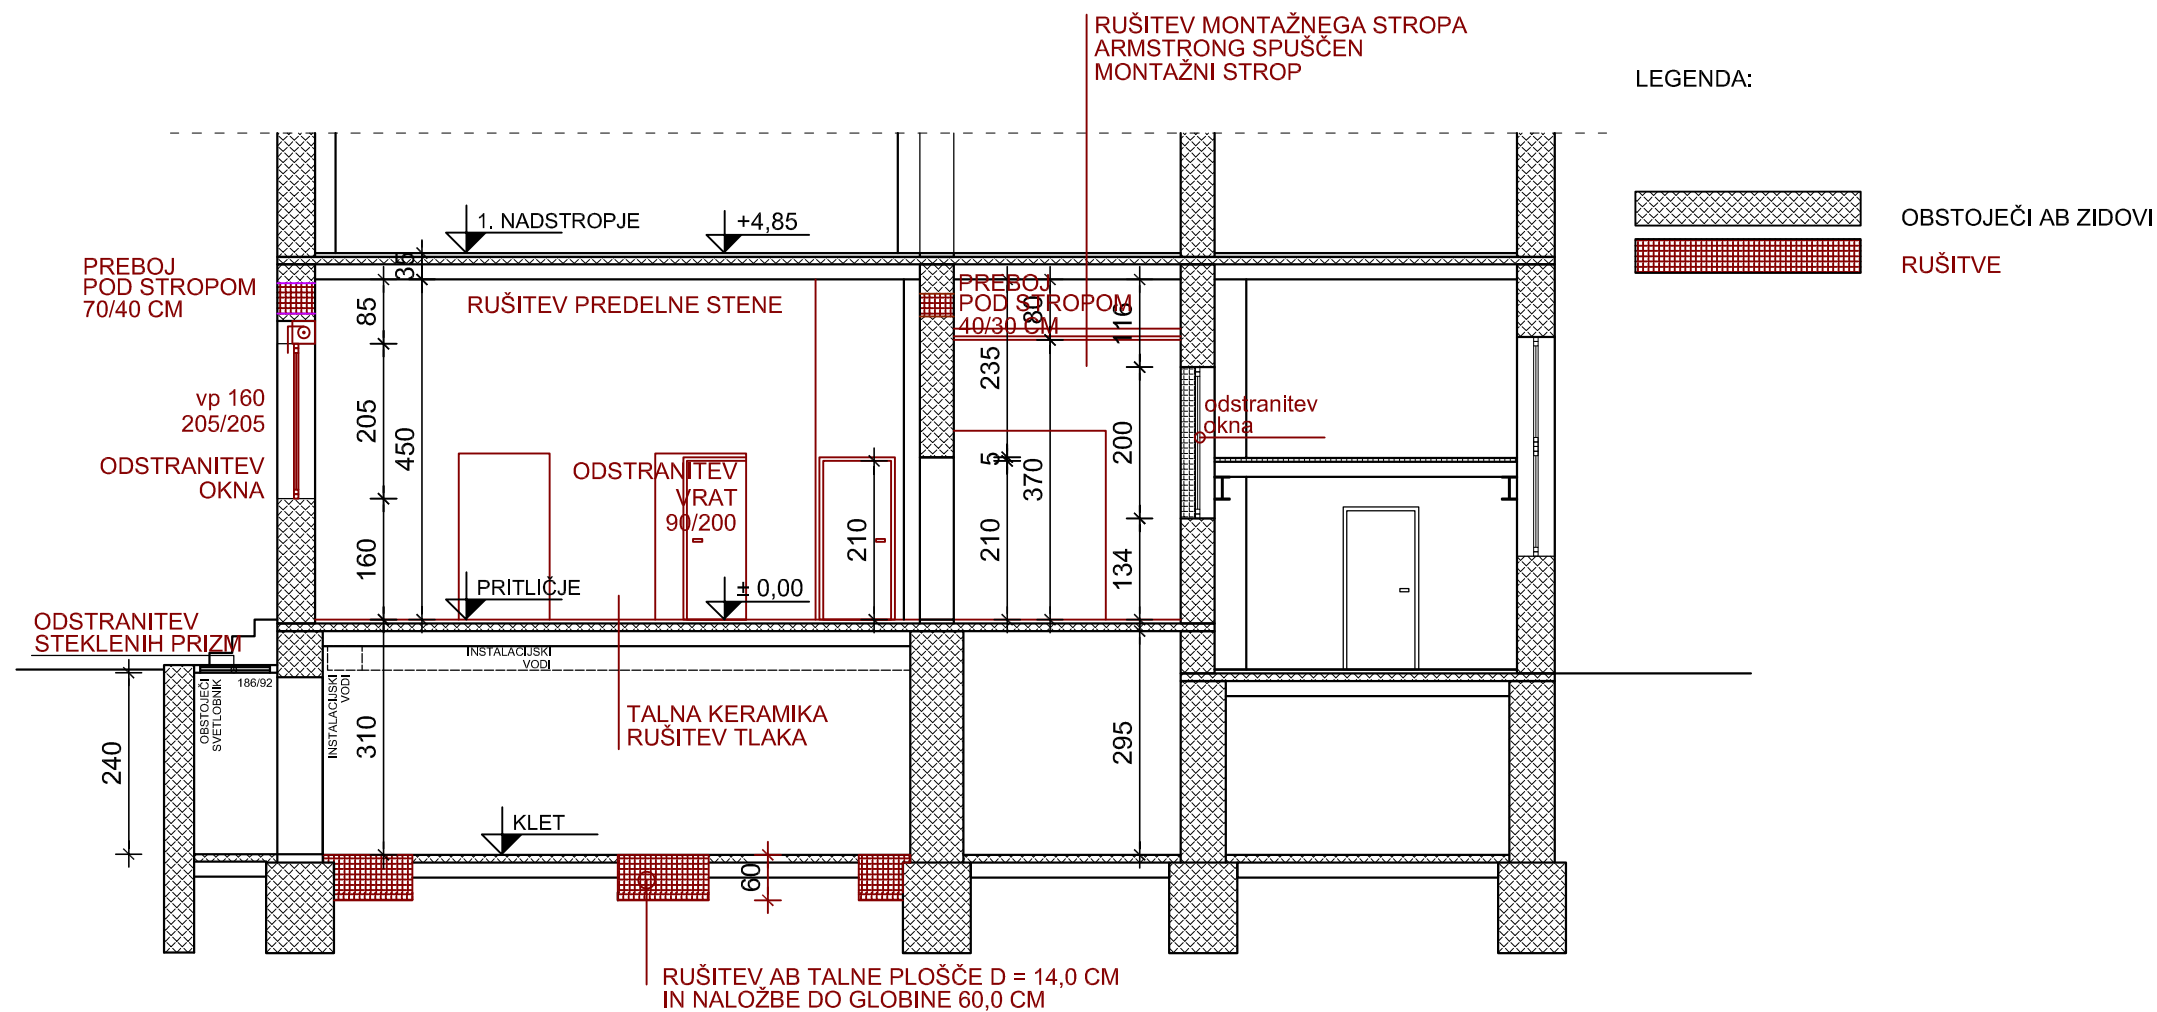 RUŠITEV MONTAŽNEGA STROPA
ARMSTRONG SPUŠČEN
MONTAŽNI STROP
LEGENDA:
OBSTOJEČI AB ZIDOVI
RUŠITVE
1. NADSTROPJE
+4,85
PREBOJ
POD STROPOM
70/40 CM
35
85
RUŠITEV PREDELNE STENE
PREBOJ
POD STROPOM
40/30 CM
80
116
235
vp 160
205/205
ODSTRANITEV
OKNA
205
450
ODSTRANITEV
VRAT
90/200
5
370
200
odstranitev
okna
160
210
210
134
PRITLIČJE
± 0,00
ODSTRANITEV
STEKLENIH PRIZM
INSTALACIJSKI
VODI
186/92
OBSTOJEČI
SVETLOBNIK
INSTALACIJSKI
VODI
TALNA KERAMIKA
RUŠITEV TLAKA
240
310
295
KLET
60
RUŠITEV AB TALNE PLOŠČE D = 14,0 CM
IN NALOŽBE DO GLOBINE 60,0 CM